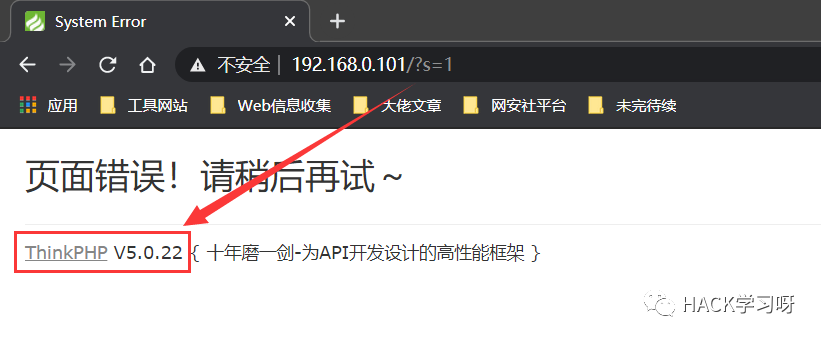 System Error
不安全 | 192.168.0.101/?s=1
应用 工具网站 Web信息收集 大佬文章 网安社平台 未完待续
页面错误！请稍后再试～
ThinkPHP V5.0.22 { 十年磨一剑-为API开发设计的高性能框架 }
HACK学习呀